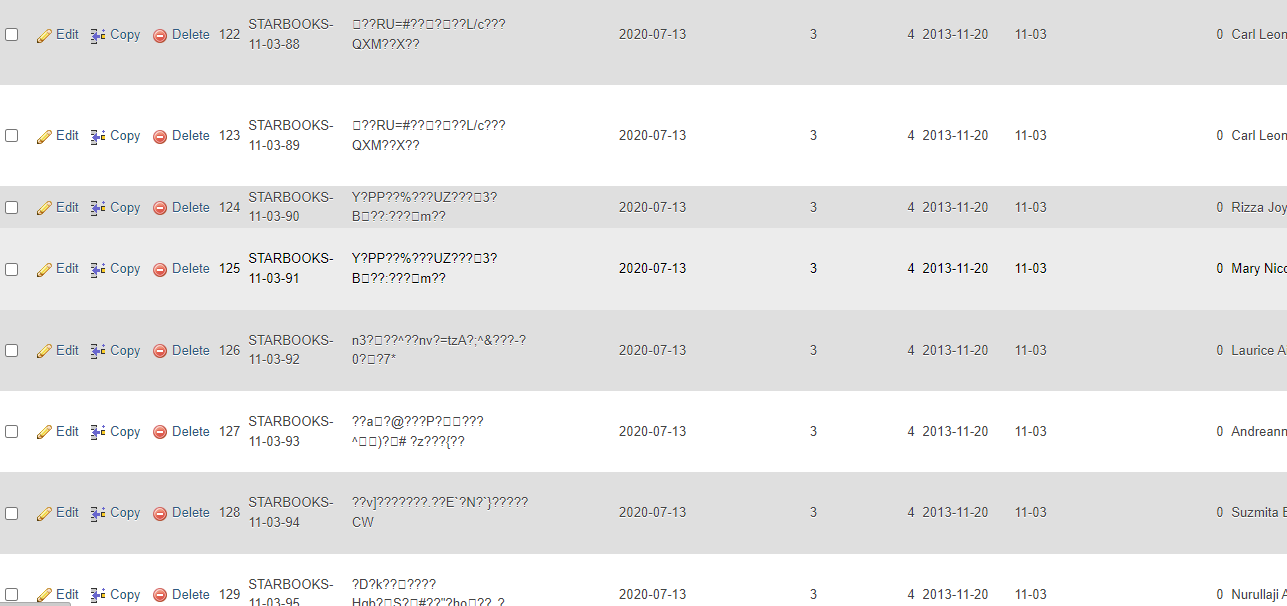 Edit Copy Delete 122 STARBOOKS-11-03-88 □??RU=#??□?□??L/c???QXM??X?? 2020-07-13 3 4 2013-11-20 11-03 0 Carl Leon
Edit Copy Delete 123 STARBOOKS-11-03-89 □??RU=#??□?□??L/c???QXM??X?? 2020-07-13 3 4 2013-11-20 11-03 0 Carl Leon
Edit Copy Delete 124 STARBOOKS-11-03-90 Y?PP??%???UZ???□3?B□??:???□m?? 2020-07-13 3 4 2013-11-20 11-03 0 Rizza Joy
Edit Copy Delete 125 STARBOOKS-11-03-91 Y?PP??%???UZ???□3?B□??:???□m?? 2020-07-13 3 4 2013-11-20 11-03 0 Mary Nico
Edit Copy Delete 126 STARBOOKS-11-03-92 n3?□??^??nv?=tzA?;^&???-?0?□?7* 2020-07-13 3 4 2013-11-20 11-03 0 Laurice A
Edit Copy Delete 127 STARBOOKS-11-03-93 ??a□?@???P?□□???^□□)?□# ?z???{?? 2020-07-13 3 4 2013-11-20 11-03 0 Andreann
Edit Copy Delete 128 STARBOOKS-11-03-94 ??v]???????.??E`?N?`}?????CW 2020-07-13 3 4 2013-11-20 11-03 0 Suzmita
Edit Copy Delete 129 STARBOOKS-11-03-95 ?D?k??□???? 2020-07-13 3 4 2013-11-20 11-03 0 Nurullaji